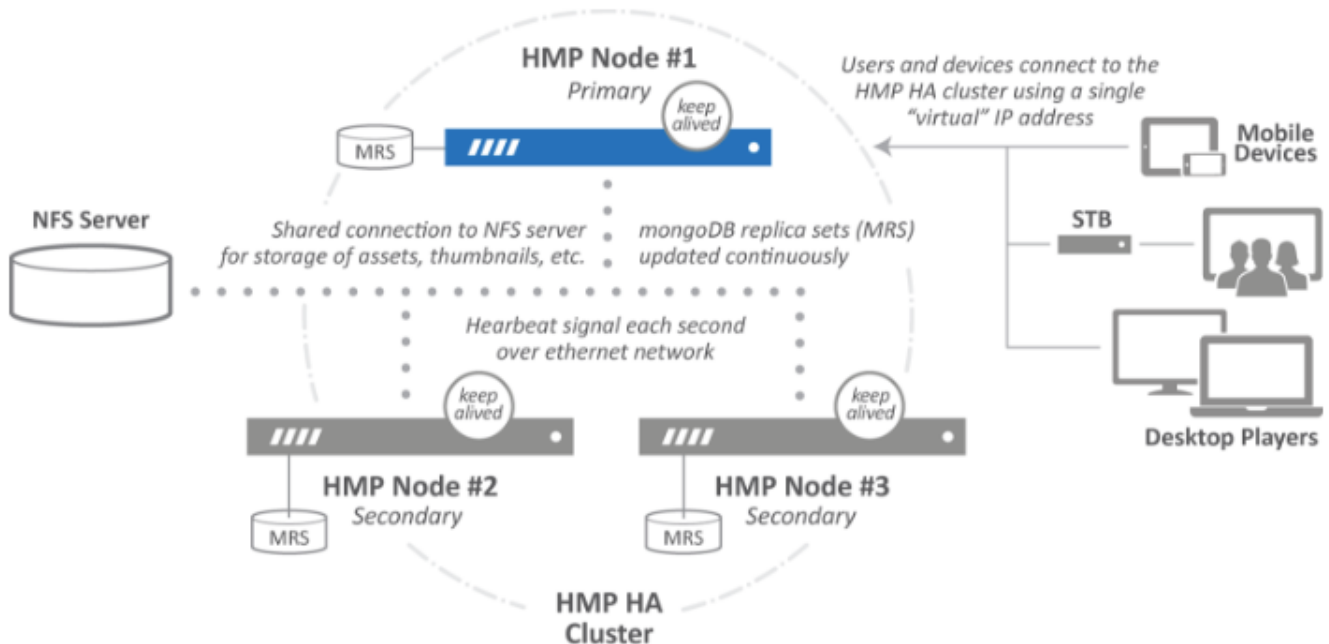 HMP Node #1
Primary
keep
alived
MRS
Users and devices connect to the
HMP HA cluster using a single
“virtual” IP address
Mobile
Devices
NFS Server
Shared connection to NFS server
for storage of assets, thumbnails, etc.
mongoDB replica sets (MRS)
updated continuously
STB
Hearbeat signal each second
over ethernet network
keep
alived
keep
alived
Desktop Players
HMP Node #2
Secondary
MRS
HMP Node #3
Secondary
MRS
HMP HA
Cluster